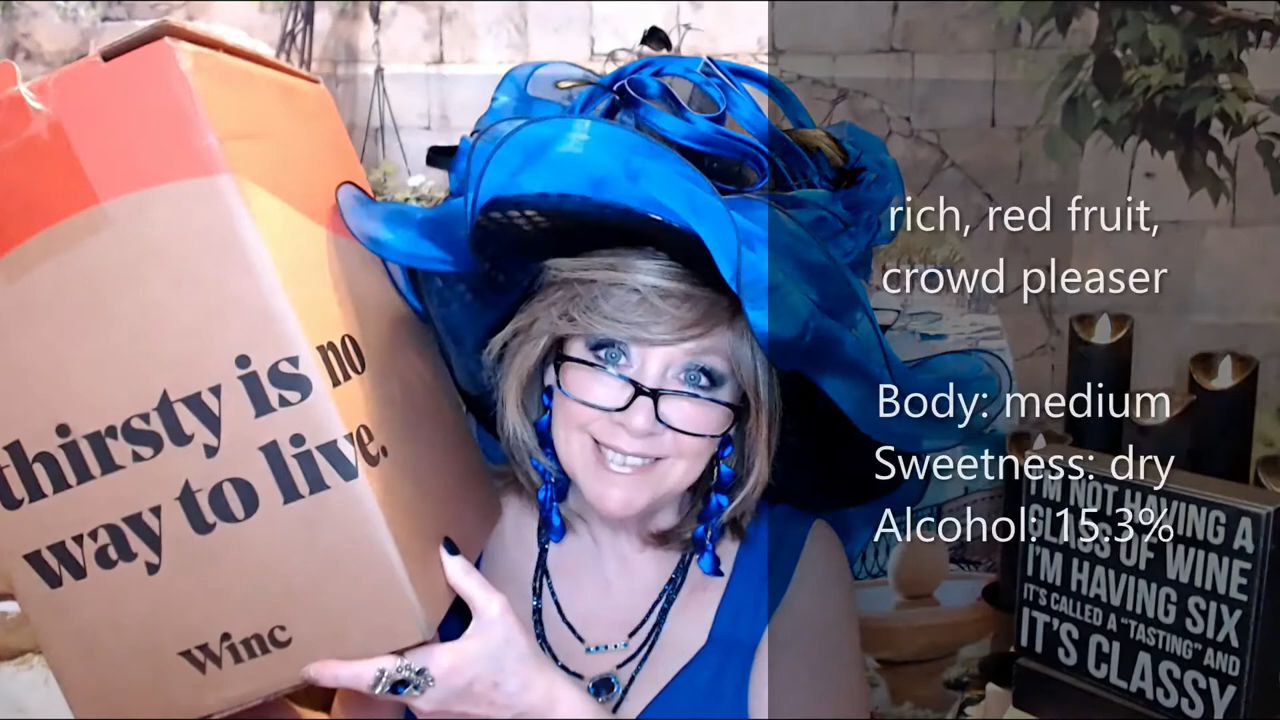 thirsty is no
way to live.
Winc
rich, red fruit,
crowd pleaser
Body: medium
Sweetness: dry
Alcohol: 15.3%
I'M NOT HAVING A
GLASS OF WINE
I'M HAVING SIX
IT'S CALLED A "TASTING" AND
IT'S CLASSY